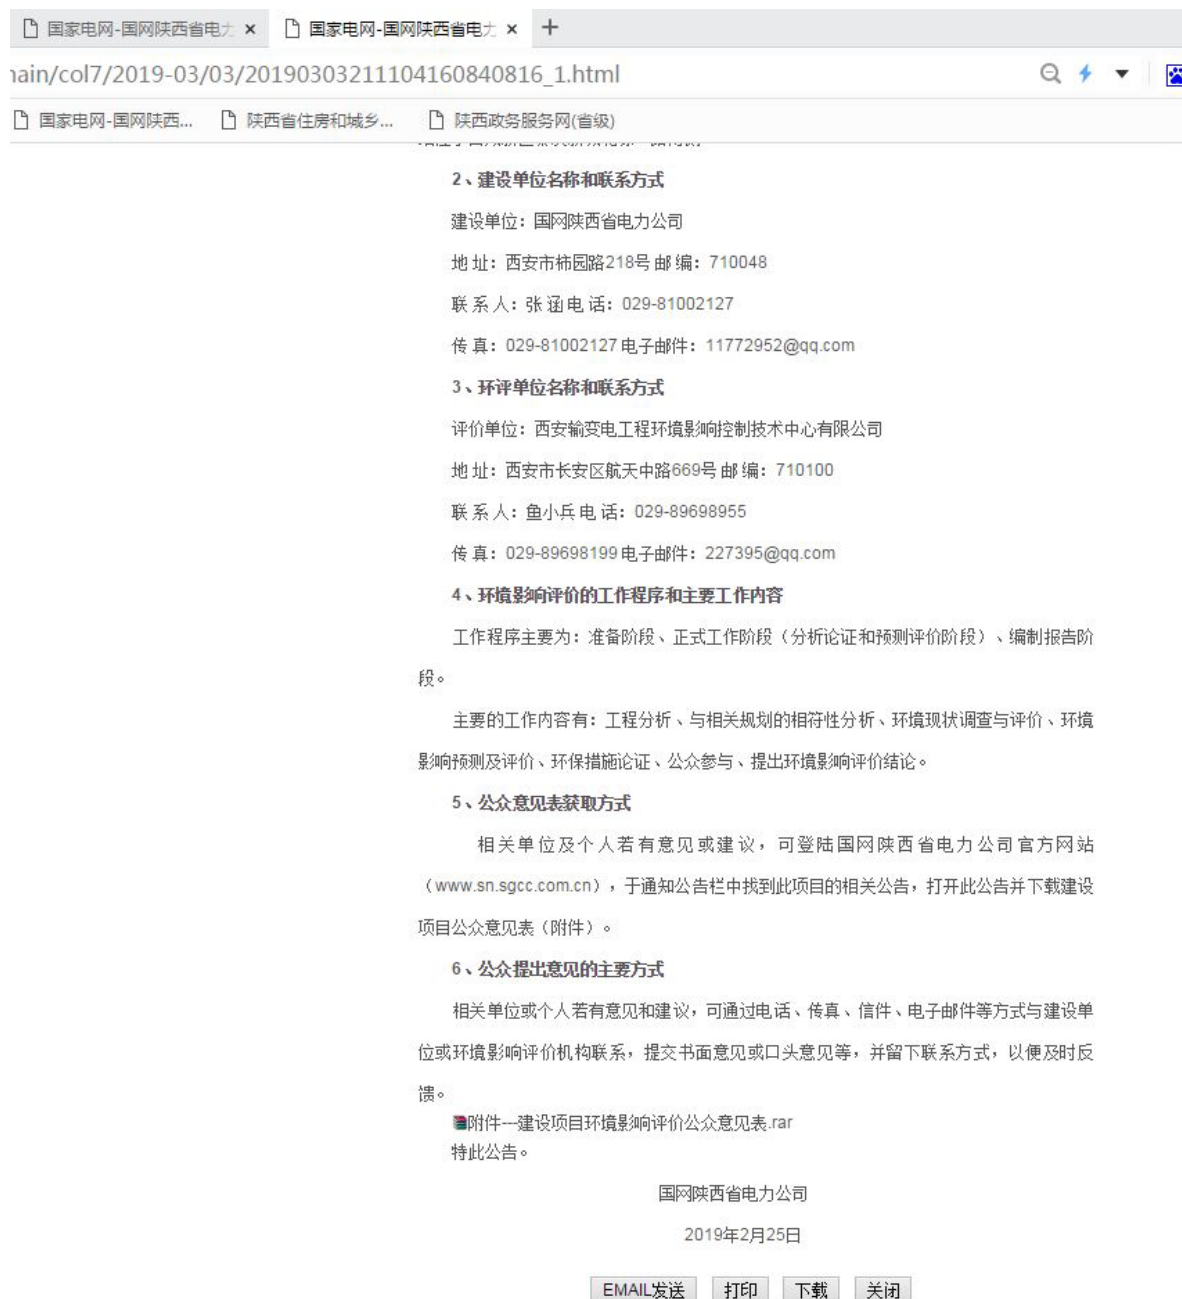 国家电网-国网陕西省电力 × 国家电网-国网陕西省电力 × +
nain/col7/2019-03/03/20190303211104160840816_1.html
国家电网-国网陕西... 陕西省住房和城乡... 陕西政务服务网(省级)
2、建设单位名称和联系方式
建设单位：国网陕西省电力公司
地 址：西安市柿园路218号 邮 编：710048
联 系 人：张 涵 电 话：029-81002127
传 真：029-81002127 电子邮件：11772952@qq.com
3、环评单位名称和联系方式
评价单位：西安输变电工程环境影响控制技术中心有限公司
地 址：西安市长安区航天中路669号 邮 编：710100
联 系 人：鱼小兵 电 话：029-89698955
传 真：029-89698199 电子邮件：227395@qq.com
4、环境影响评价的工作程序和主要工作内容
工作程序主要为：准备阶段、正式工作阶段（分析论证和预测评价阶段）、编制报告阶
段。
主要的工作内容有：工程分析、与相关规划的相符性分析、环境现状调查与评价、环境
影响预测及评价、环保措施论证、公众参与、提出环境影响评价结论。
5、公众意见表获取方式
相关单位及个人若有意见或建议，可登陆国网陕西省电力公司官方网站
（www.sn.sgcc.com.cn），于通知公告栏中找到此项目的相关公告，打开此公告并下载建设
项目公众意见表（附件）。
6、公众提出意见的主要方式
相关单位或个人若有意见和建议，可通过电话、传真、信件、电子邮件等方式与建设单
位或环境影响评价机构联系，提交书面意见或口头意见等，并留下联系方式，以便及时反
馈。
附件---建设项目环境影响评价公众意见表.rar
特此公告。
国网陕西省电力公司
2019年2月25日
EMAIL发送 打印 下载 关闭